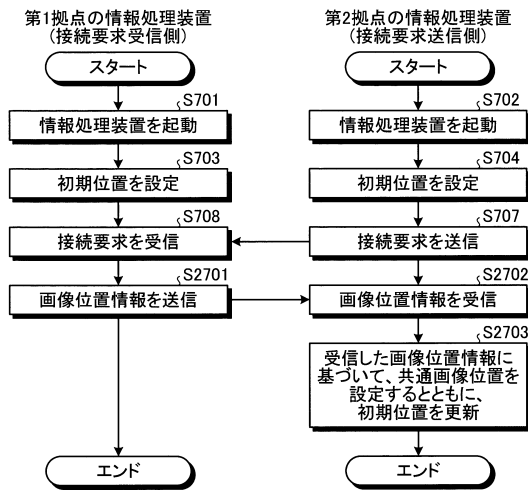 第1拠点の情報処理装置
(接続要求受信側)
スタート
S701
情報処理装置を起動
S703
初期位置を設定
S708
接続要求を受信
S2701
画像位置情報を送信
エンド
第2拠点の情報処理装置
(接続要求送信側)
スタート
S702
情報処理装置を起動
S704
初期位置を設定
S707
接続要求を送信
S2702
画像位置情報を受信
S2703
受信した画像位置情報に
基づいて、共通画像位置を
設定するとともに、
初期位置を更新
エンド